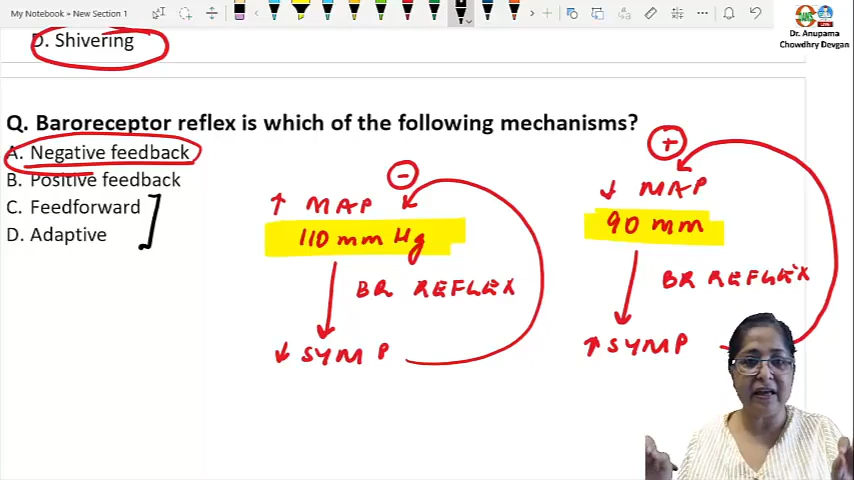 My Notebook » New Section 1
Dr. Anupama
Chowdhry Devgan
D. Shivering
Q. Baroreceptor reflex is which of the following mechanisms?
A. Negative feedback
B. Positive feedback
C. Feedforward
D. Adaptive
−
↑ MAP
110 mm Hg
BR REFLEX
↓ SYMP
+
↓ MAP
90 mm
BR REFLEX
↑ SYMP